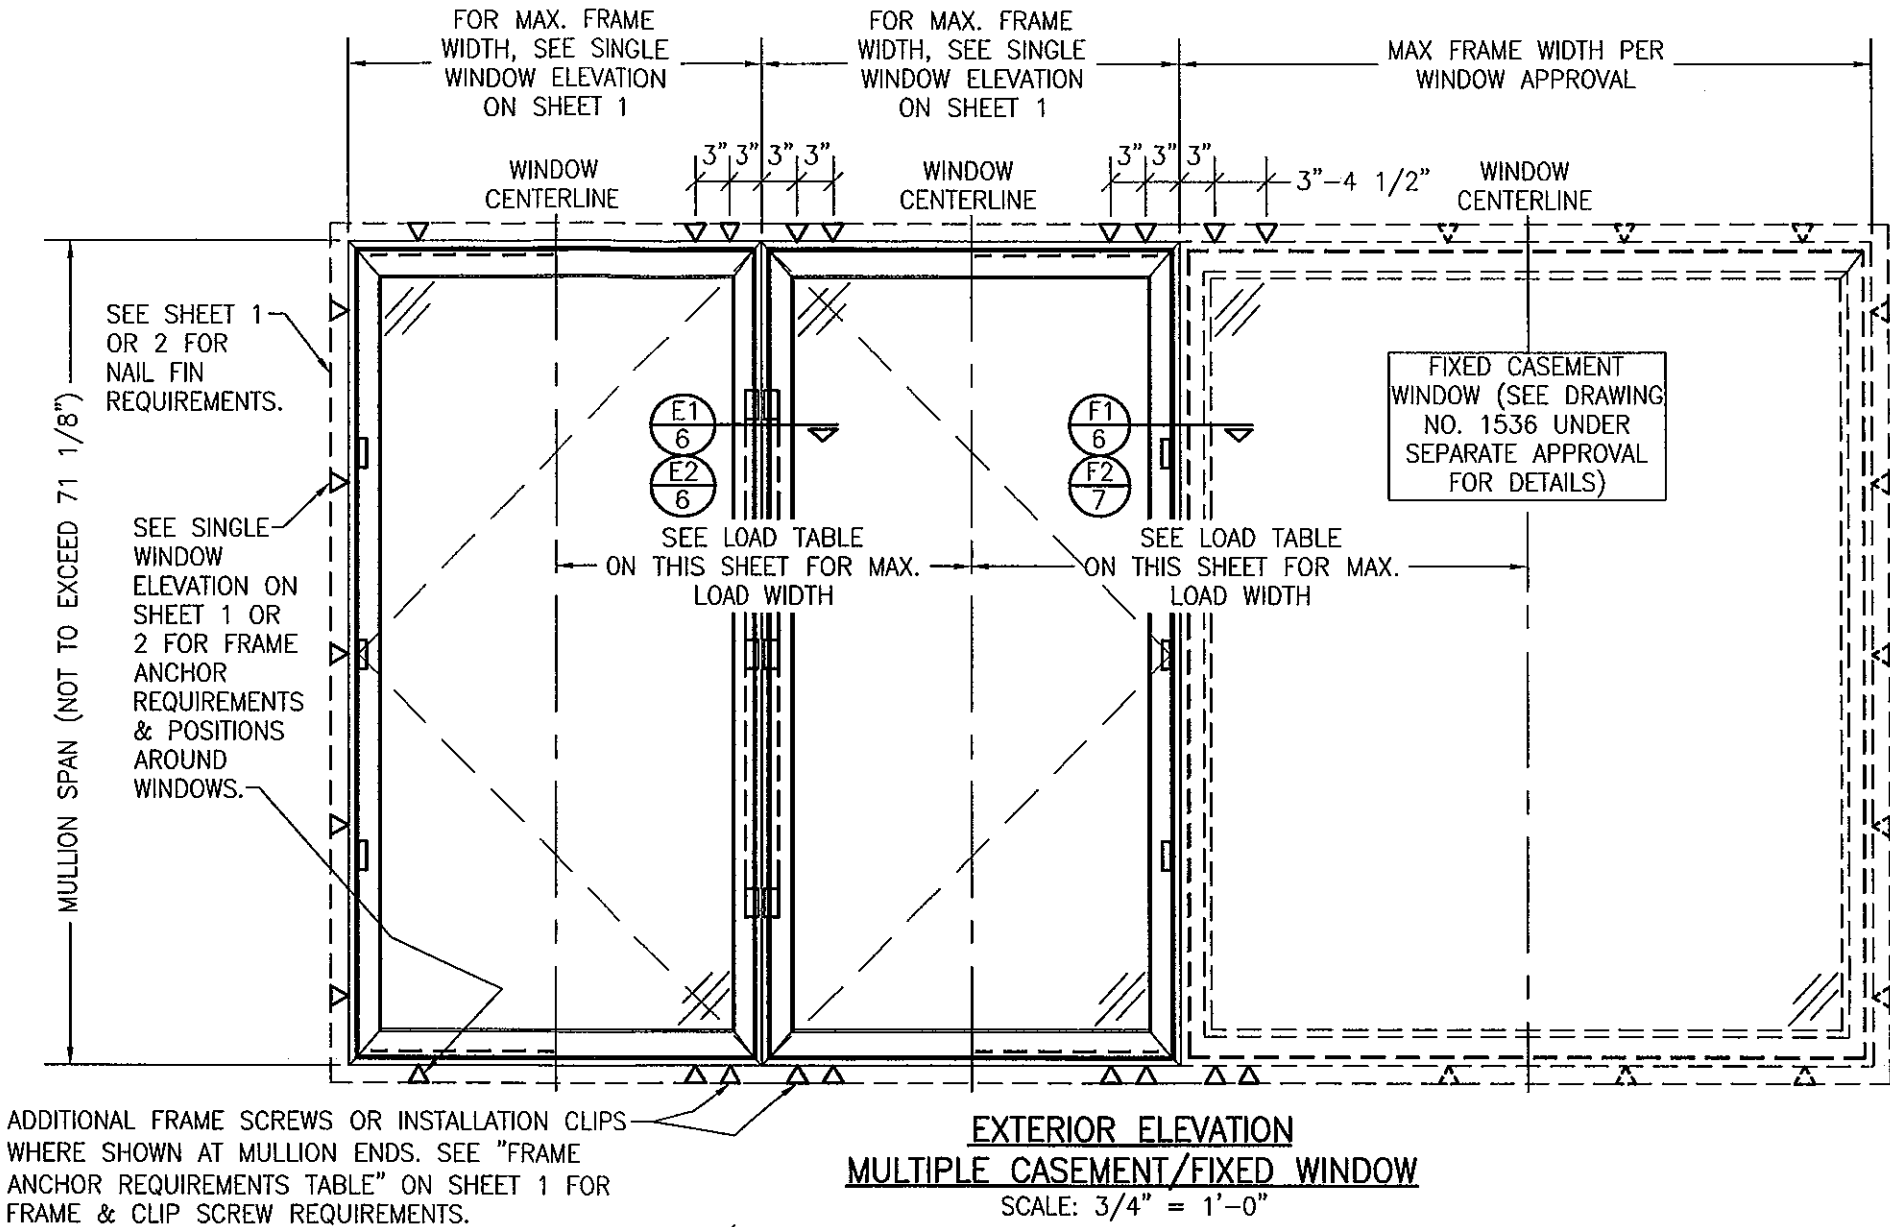 FOR MAX. FRAME
WIDTH, SEE SINGLE
WINDOW ELEVATION
ON SHEET 1
FOR MAX. FRAME
WIDTH, SEE SINGLE
WINDOW ELEVATION
ON SHEET 1
MAX FRAME WIDTH PER
WINDOW APPROVAL
3" 3" 3" 3"
3" 3" 3"
3"-4 1/2"
WINDOW
CENTERLINE
WINDOW
CENTERLINE
WINDOW
CENTERLINE
SEE SHEET 1
OR 2 FOR
NAIL FIN
REQUIREMENTS.
MULLION SPAN (NOT TO EXCEED 71 1/8")
SEE SINGLE
WINDOW
ELEVATION ON
SHEET 1 OR
2 FOR FRAME
ANCHOR
REQUIREMENTS
& POSITIONS
AROUND
WINDOWS.
E1
6
E2
6
F1
6
F2
7
FIXED CASEMENT
WINDOW (SEE DRAWING
NO. 1536 UNDER
SEPARATE APPROVAL
FOR DETAILS)
SEE LOAD TABLE
ON THIS SHEET FOR MAX.
LOAD WIDTH
SEE LOAD TABLE
ON THIS SHEET FOR MAX.
LOAD WIDTH
ADDITIONAL FRAME SCREWS OR INSTALLATION CLIPS
WHERE SHOWN AT MULLION ENDS. SEE "FRAME
ANCHOR REQUIREMENTS TABLE" ON SHEET 1 FOR
FRAME & CLIP SCREW REQUIREMENTS.
EXTERIOR ELEVATION
MULTIPLE CASEMENT/FIXED WINDOW
SCALE: 3/4" = 1'-0"